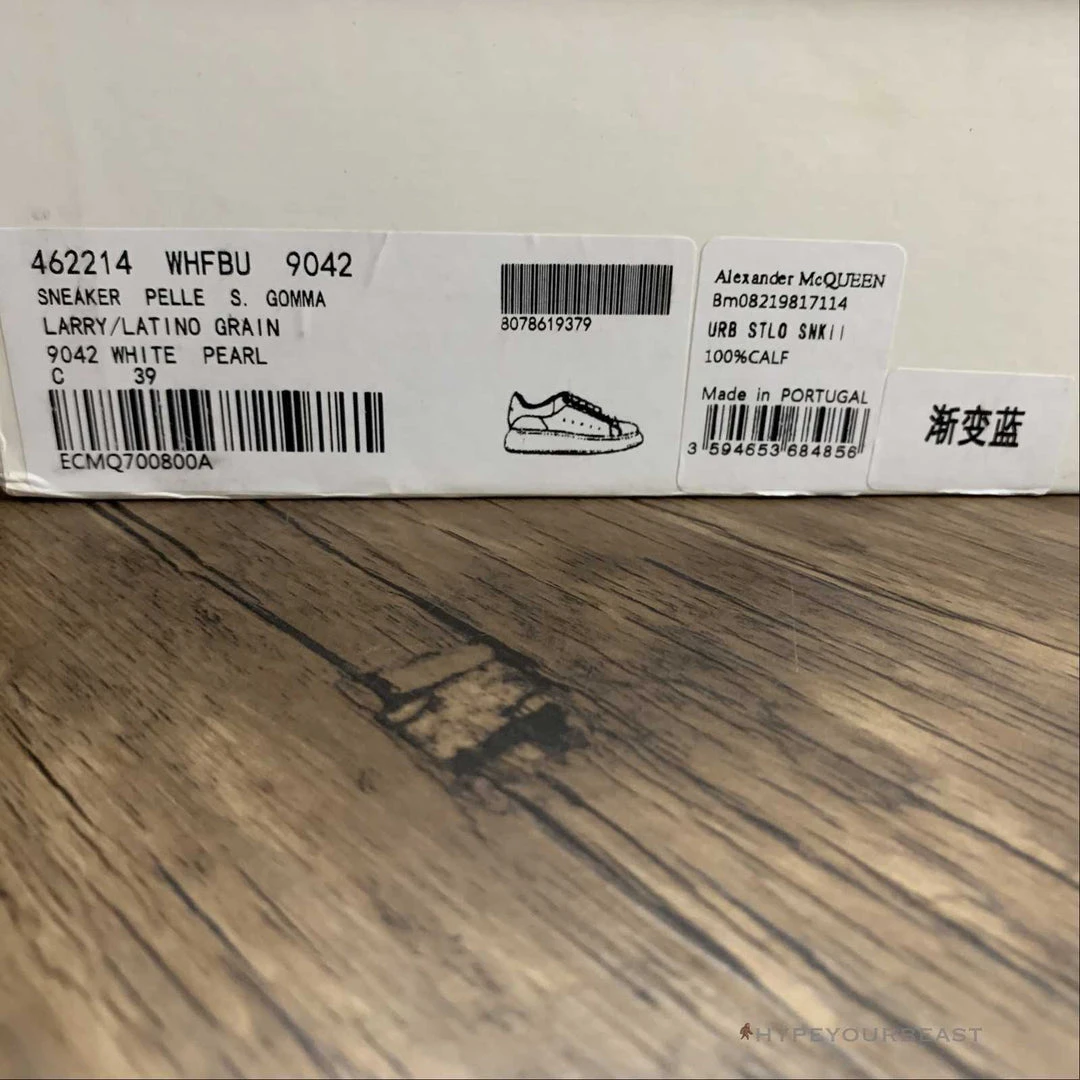 462214 WHFBU 9042
SNEAKER PELLE S. GOMMA
LARRY/LATINO GRAIN
9042 WHITE PEARL
C 39
ECMQ700800A
8078619379
Alexander McQUEEN
Bm08219817114
URB STLO SNKII
100%CALF
Made in PORTUGAL
3 594653 684856
渐变蓝
HYPEYOURBEAST